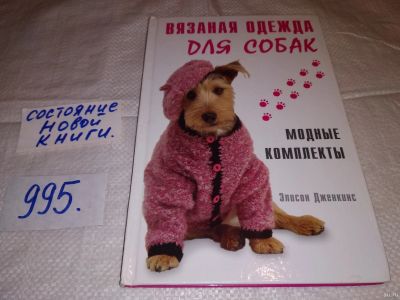 ВЯЗАНАЯ ОДЕЖДА
ДЛЯ СОБАК
МОДНЫЕ
КОМПЛЕКТЫ
Элисон Дженкинс
СОСТОЯНИЕ
НОВОЙ
КНИГИ.
995.